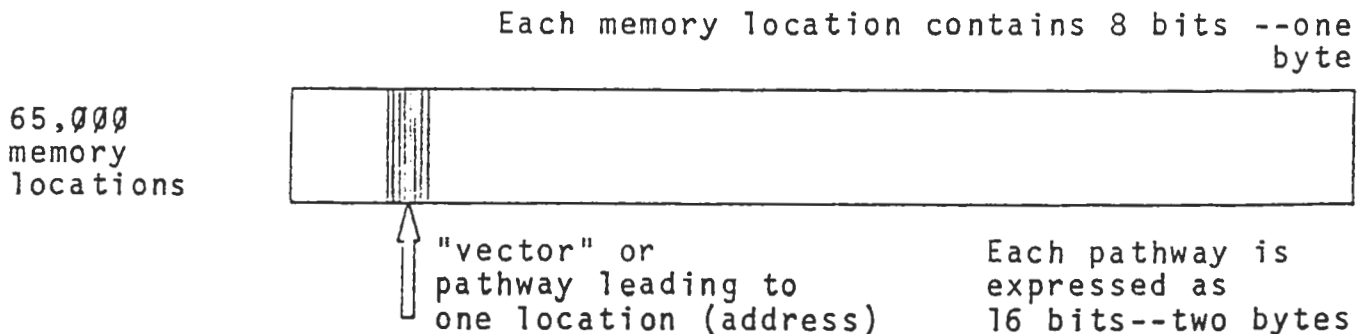 Each memory location contains 8 bits --one
byte
65,000
memory
locations
"vector" or
pathway leading to
one location (address)
Each pathway is
expressed as
16 bits--two bytes